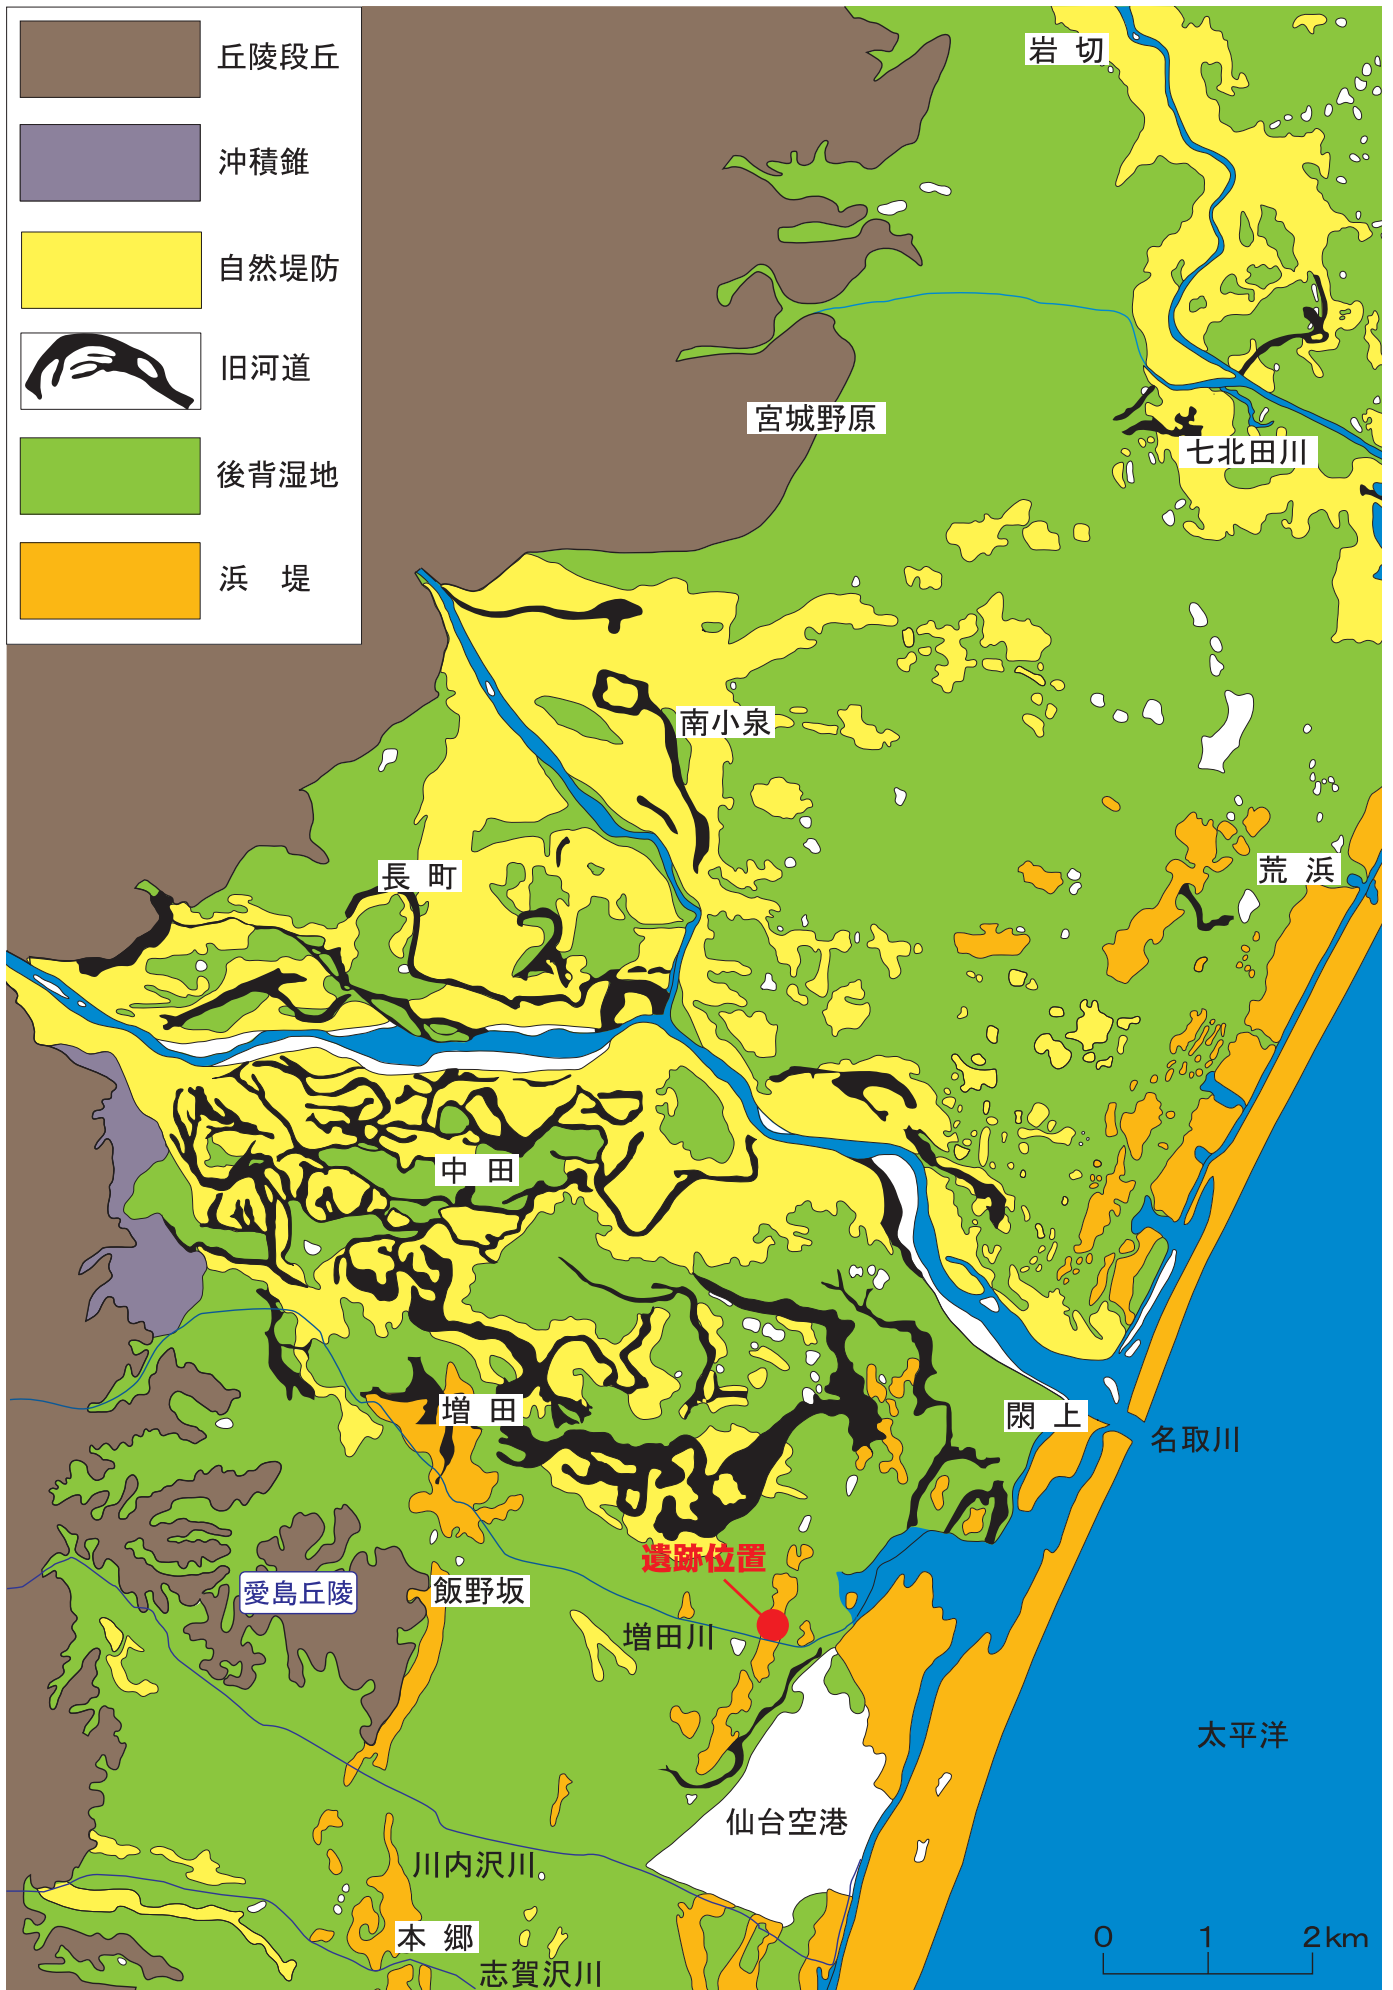 丘陵段丘
沖積錐
自然堤防
旧河道
後背湿地
浜 堤
岩 切
宮城野原
七北田川
南小泉
長 町
荒 浜
中 田
増 田
閖 上
名取川
遺跡位置
愛島丘陵
飯野坂
増田川
太平洋
仙台空港
川内沢川
本 郷
志賀沢川
0 1 2km